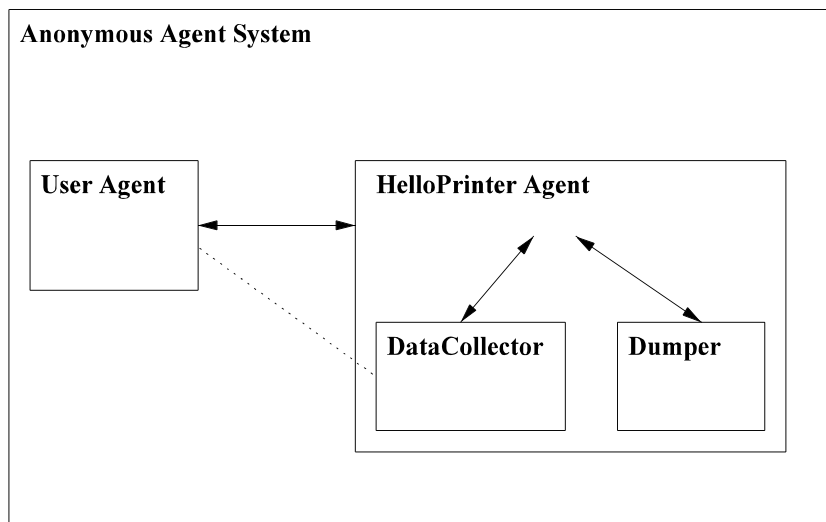 Anonymous Agent System
User Agent
HelloPrinter Agent
DataCollector
Dumper